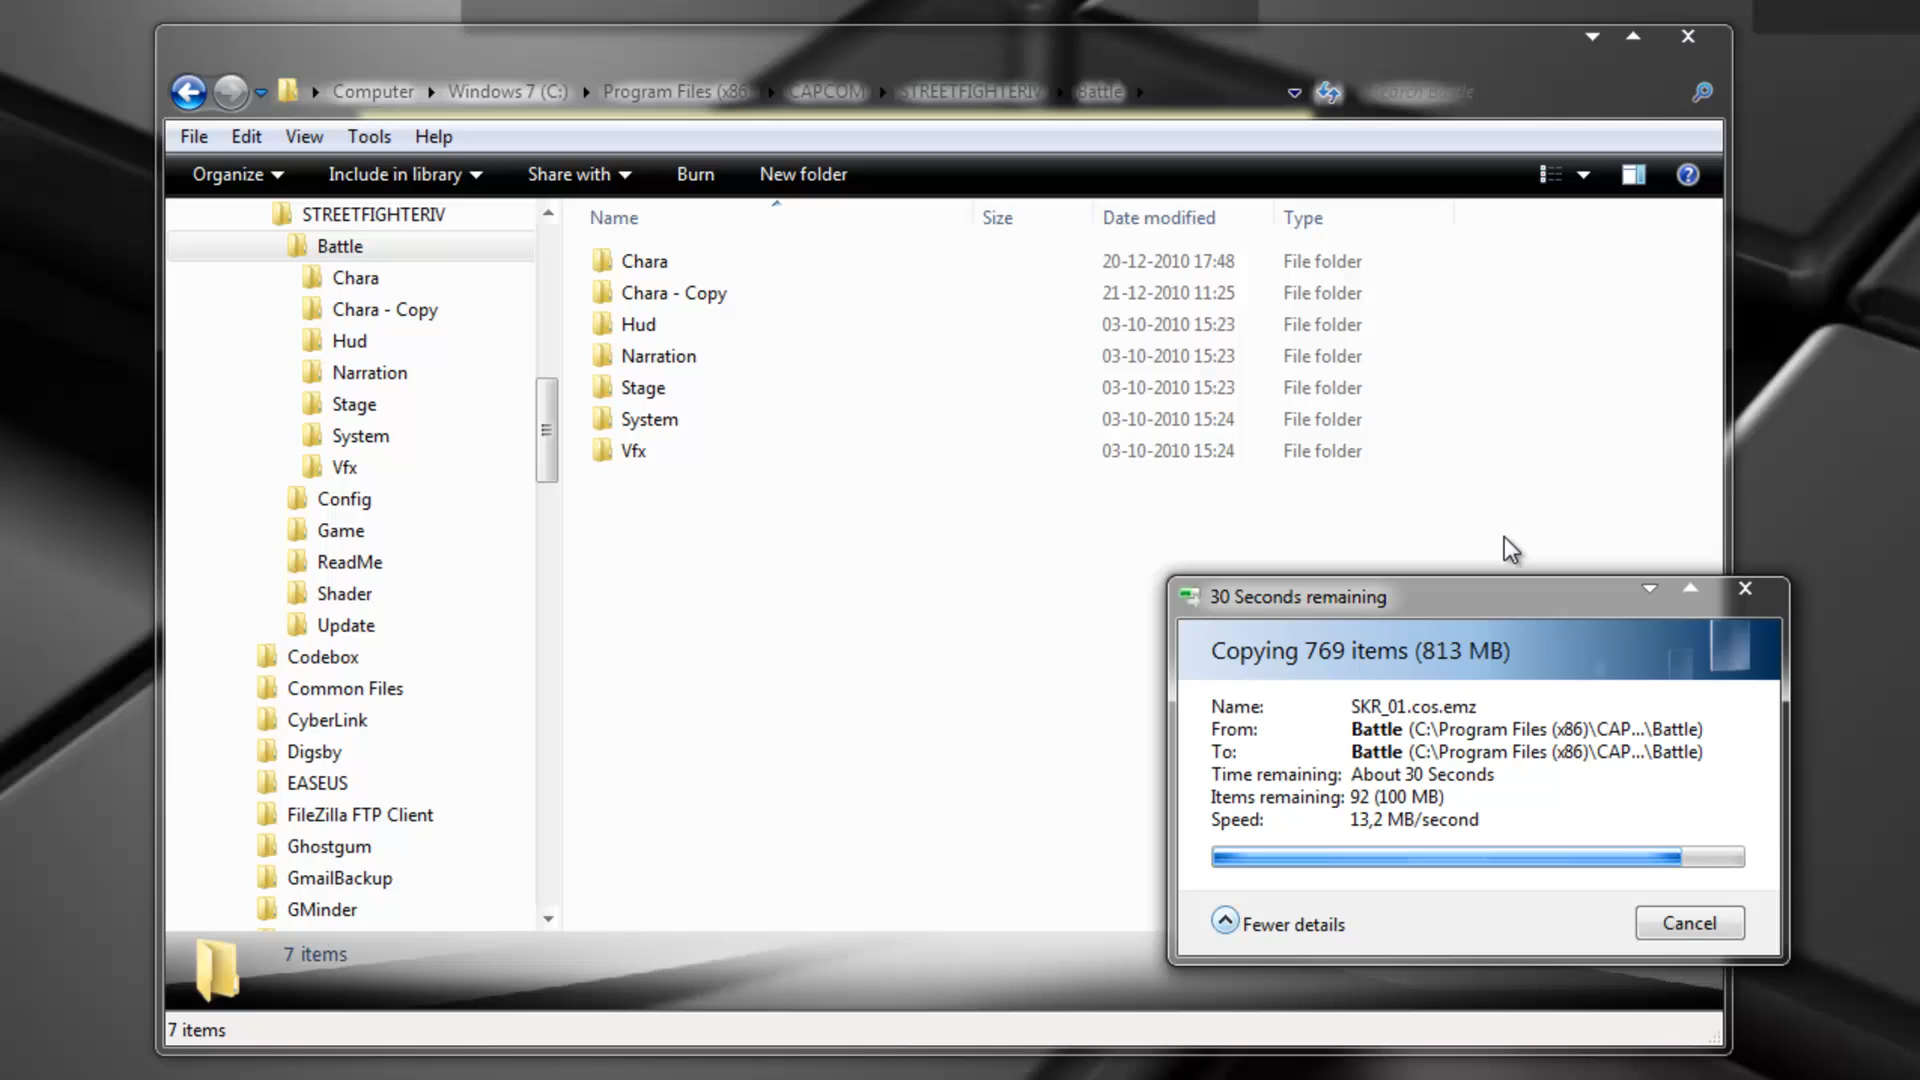 Computer Windows 7 (C:) Program Files (x86) CAPCOM STREETFIGHTERIV Battle Search Battle
File Edit View Tools Help
Organize Include in library Share with Burn New folder
STREETFIGHTERIV
Battle
Chara
Chara - Copy
Hud
Narration
Stage
System
Vfx
Config
Game
ReadMe
Shader
Update
Codebox
Common Files
CyberLink
Digsby
EASEUS
FileZilla FTP Client
Ghostgum
GmailBackup
GMinder
Name Size Date modified Type
Chara 20-12-2010 17:48 File folder
Chara - Copy 21-12-2010 11:25 File folder
Hud 03-10-2010 15:23 File folder
Narration 03-10-2010 15:23 File folder
Stage 03-10-2010 15:23 File folder
System 03-10-2010 15:24 File folder
Vfx 03-10-2010 15:24 File folder
30 Seconds remaining
Copying 769 items (813 MB)
Name: SKR_01.cos.emz
From: Battle (C:\Program Files (x86)\CAP...\Battle)
To: Battle (C:\Program Files (x86)\CAP...\Battle)
Time remaining: About 30 Seconds
Items remaining: 92 (100 MB)
Speed: 13,2 MB/second
Fewer details Cancel
7 items
7 items